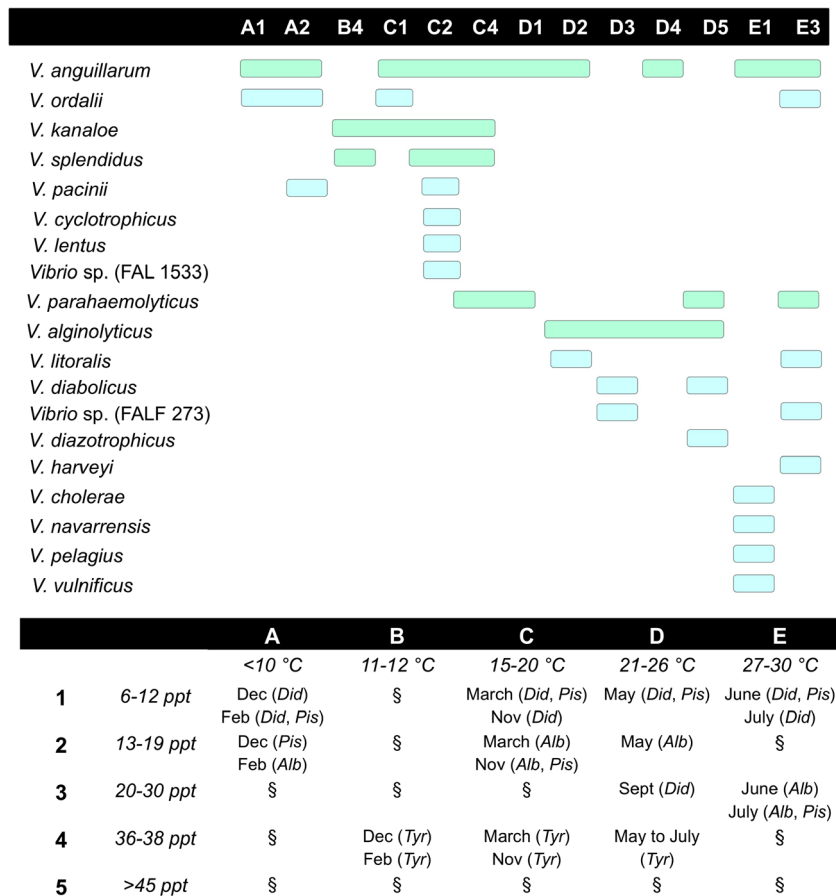 A1 A2 B4 C1 C2 C4 D1 D2 D3 D4 D5 E1 E3
V. anguillarum
V. ordalii
V. kanaloe
V. splendidus
V. pacinii
V. cyclotrophicus
V. lentus
Vibrio sp. (FAL 1533)
V. parahaemolyticus
V. alginolyticus
V. litoralis
V. diabolicus
Vibrio sp. (FALF 273)
V. diazotrophicus
V. harveyi
V. cholerae
V. navarrensis
V. pelagius
V. vulnificus
A B C D E
<10 °C 11-12 °C 15-20 °C 21-26 °C 27-30 °C
1 6-12 ppt Dec (Did) § March (Did, Pis) May (Did, Pis) June (Did, Pis)
Feb (Did, Pis) Nov (Did) July (Did)
2 13-19 ppt Dec (Pis) § March (Alb) May (Alb) §
Feb (Alb) Nov (Alb, Pis)
3 20-30 ppt § § § Sept (Did) June (Alb)
July (Alb, Pis)
4 36-38 ppt § Dec (Tyr) March (Tyr) May to July §
Feb (Tyr) Nov (Tyr) (Tyr)
5 >45 ppt § § § § §